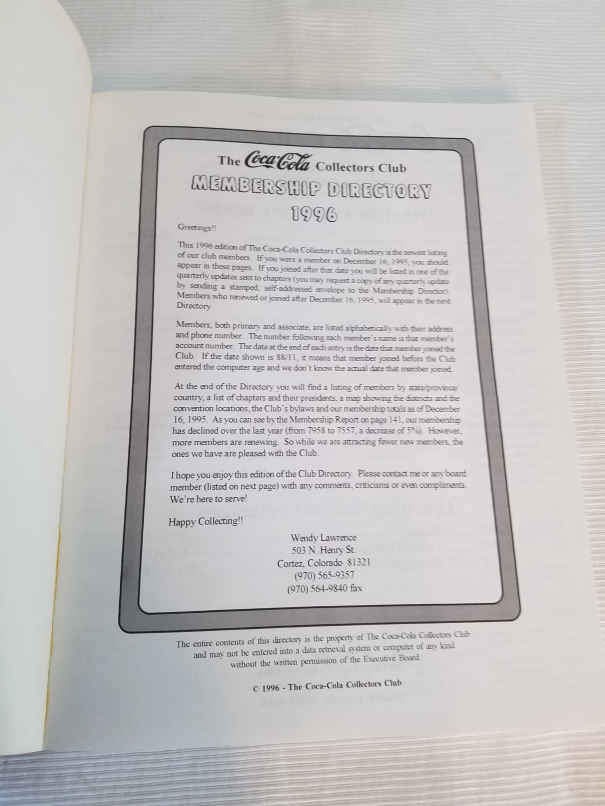 The Coca-Cola Collectors Club
MEMBERSHIP DIRECTORY
1996
Greetings!!
This 1996 edition of The Coca-Cola Collectors Club Directory is the newest listing
of our club members. If you were a member on December 16, 1995, you should
appear in these pages. If you joined after that date you will be listed in one of the
quarterly updates sent to chapters (you may request a copy of any quarterly update
by sending a stamped, self-addressed envelope to the Membership Director).
Members who renewed or joined after December 16, 1995, will appear in the next
Directory.
Members, both primary and associate, are listed alphabetically with their address
and phone number. The number following each member's name is that member's
account number. The date at the end of each entry is the date that member joined the
Club. If the date shown is 88/11, it means that member joined before the Club
entered the computer age and we don't know the actual date that member joined.
At the end of the Directory you will find a listing of members by state/province/
country, a list of chapters and their presidents, a map showing the districts and the
convention locations, the Club's bylaws and our membership totals as of December
16, 1995. As you can see by the Membership Report on page 141, our membership
has declined over the last year (from 7958 to 7557, a decrease of 5%). However,
more members are renewing. So while we are attracting fewer new members, the
ones we have are pleased with the Club.
I hope you enjoy this edition of the Club Directory. Please contact me or any board
member (listed on next page) with any comments, criticisms or even compliments.
We're here to serve!
Happy Collecting!!
Wendy Lawrence
503 N. Henry St.
Cortez, Colorado 81321
(970) 565-9357
(970) 564-9840 fax
The entire contents of this directory is the property of The Coca-Cola Collectors Club
and may not be entered into a data retrieval system or computer of any kind
without the written permission of the Executive Board.
© 1996 - The Coca-Cola Collectors Club